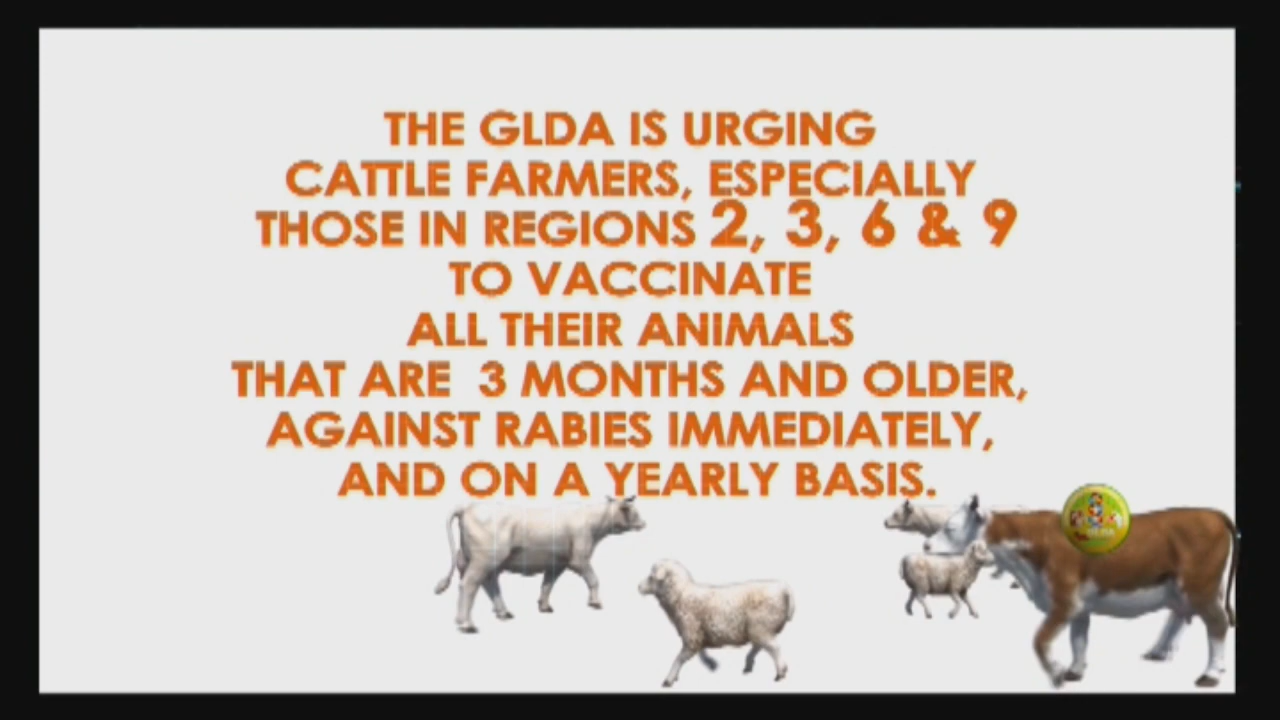 THE GLDA IS URGING
CATTLE FARMERS, ESPECIALLY
THOSE IN REGIONS 2, 3, 6 & 9
TO VACCINATE
ALL THEIR ANIMALS
THAT ARE 3 MONTHS AND OLDER,
AGAINST RABIES IMMEDIATELY,
AND ON A YEARLY BASIS.